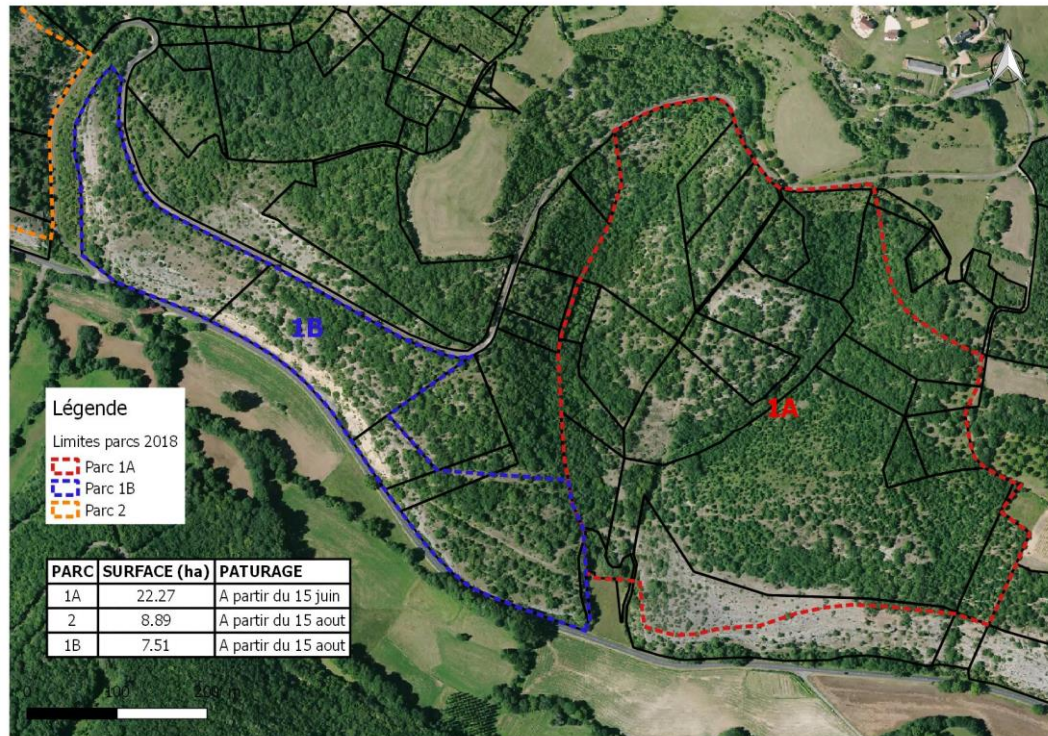 N
1B
1A
Légende
Limites parcs 2018
Parc 1A
Parc 1B
Parc 2
PARC SURFACE (ha) PATURAGE
1A 22.27 A partir du 15 juin
2 8.89 A partir du 15 aout
1B 7.51 A partir du 15 aout
0 100 200 m